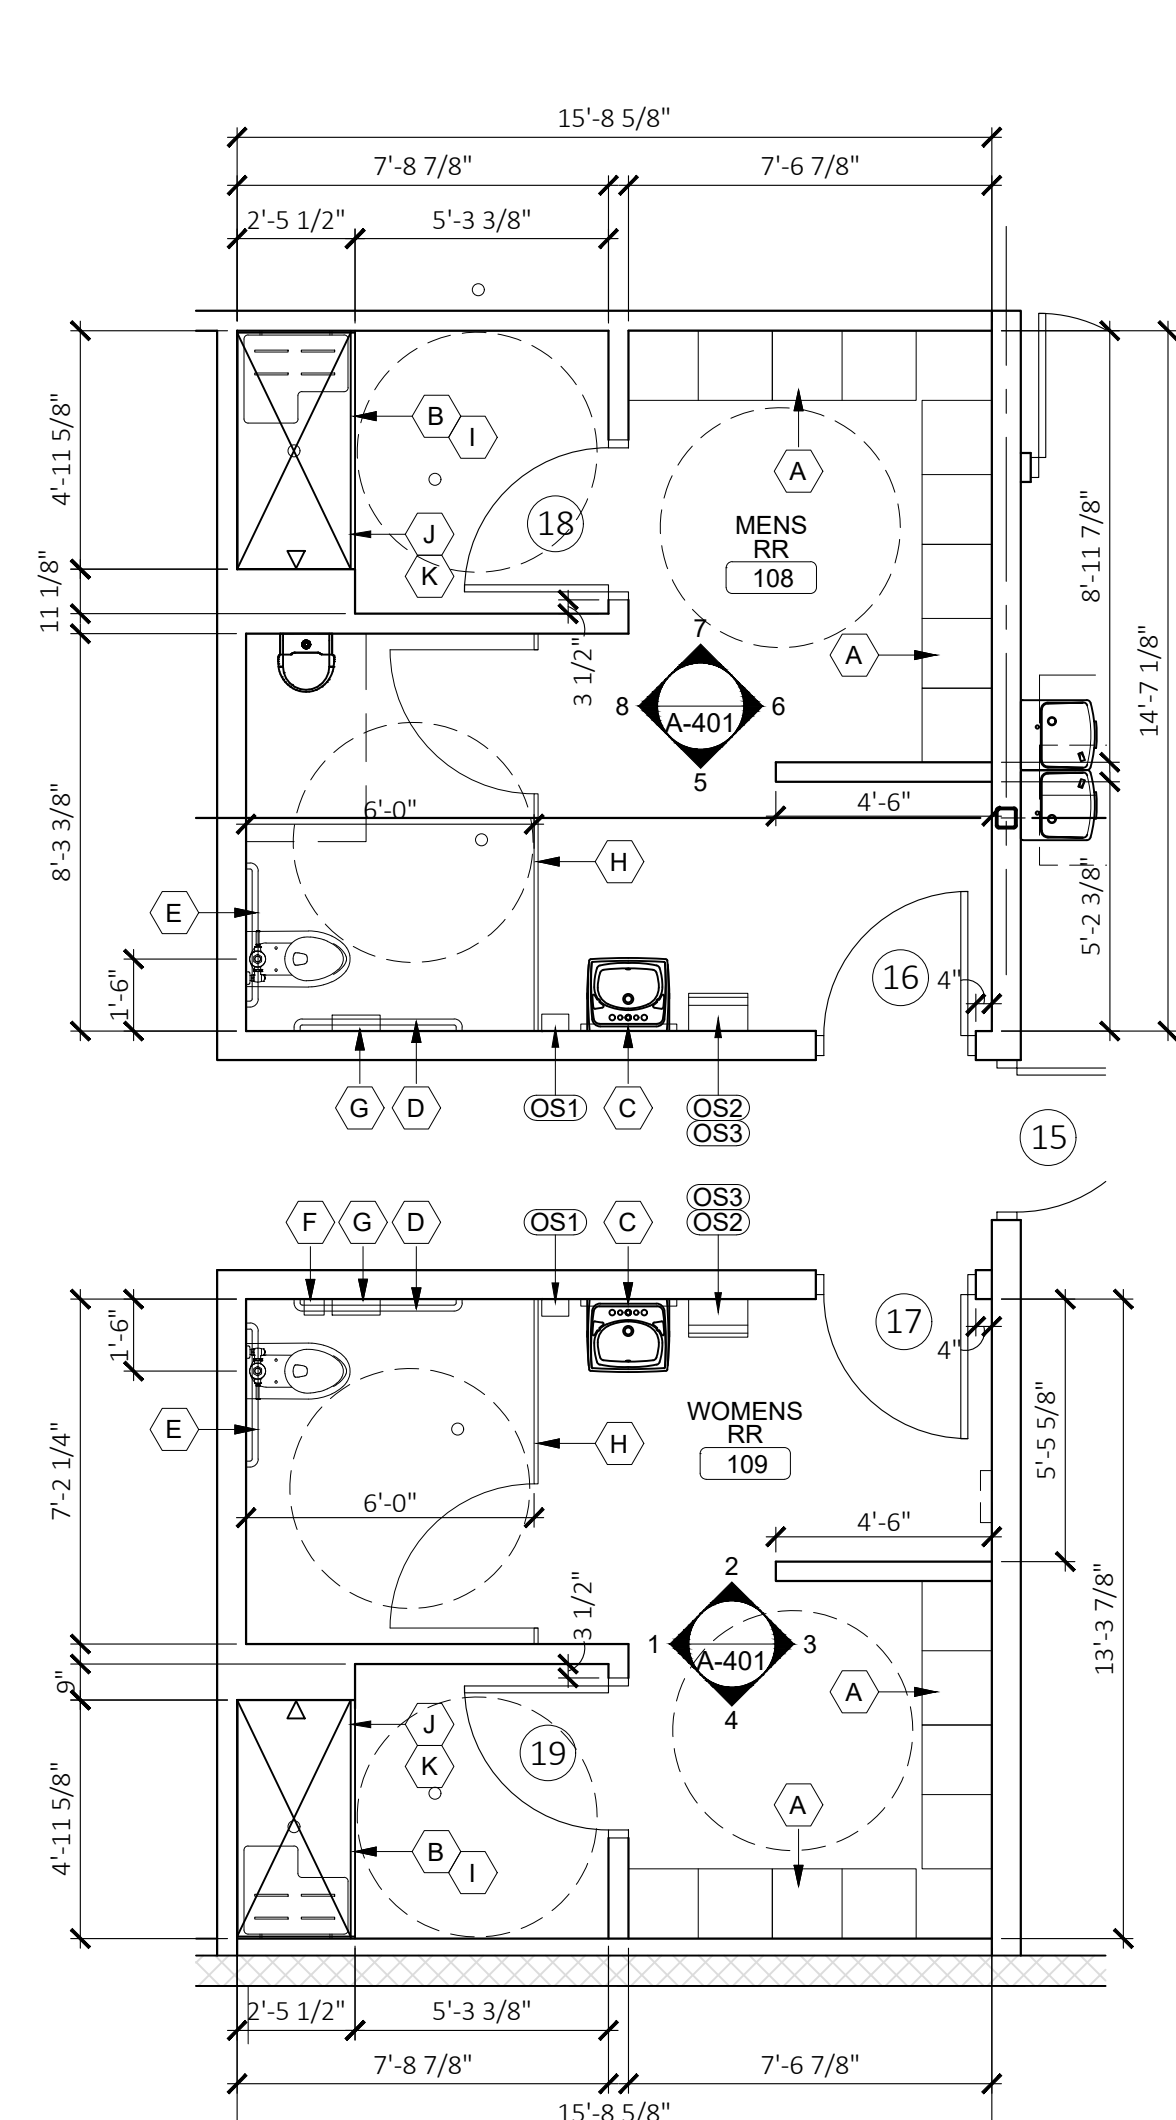 15'-8 5/8"
7'-8 7/8"
7'-6 7/8"
2'-5 1/2"
5'-3 3/8"
4'-11 5/8"
B
I
A
8'-11 7/8"
18
MENS
RR
108
J
K
11 1/8"
3 1/2"
7
A
14'-7 1/8"
8
A-401
6
5
6'-0"
4'-6"
8'-3 3/8"
H
E
5'-2 3/8"
16
4"
1'-6"
G
D
OS1
C
OS2
OS3
15
F
G
D
OS1
C
OS3
OS2
1'-6"
17
4"
WOMENS
RR
109
E
H
5'-5 5/8"
7'-2 1/4"
6'-0"
4'-6"
2
3 1/2"
1
A-401
3
4
13'-3 7/8"
9"
A
J
K
19
A
4'-11 5/8"
B
I
2'-5 1/2"
5'-3 3/8"
7'-8 7/8"
7'-6 7/8"
15'-8 5/8"